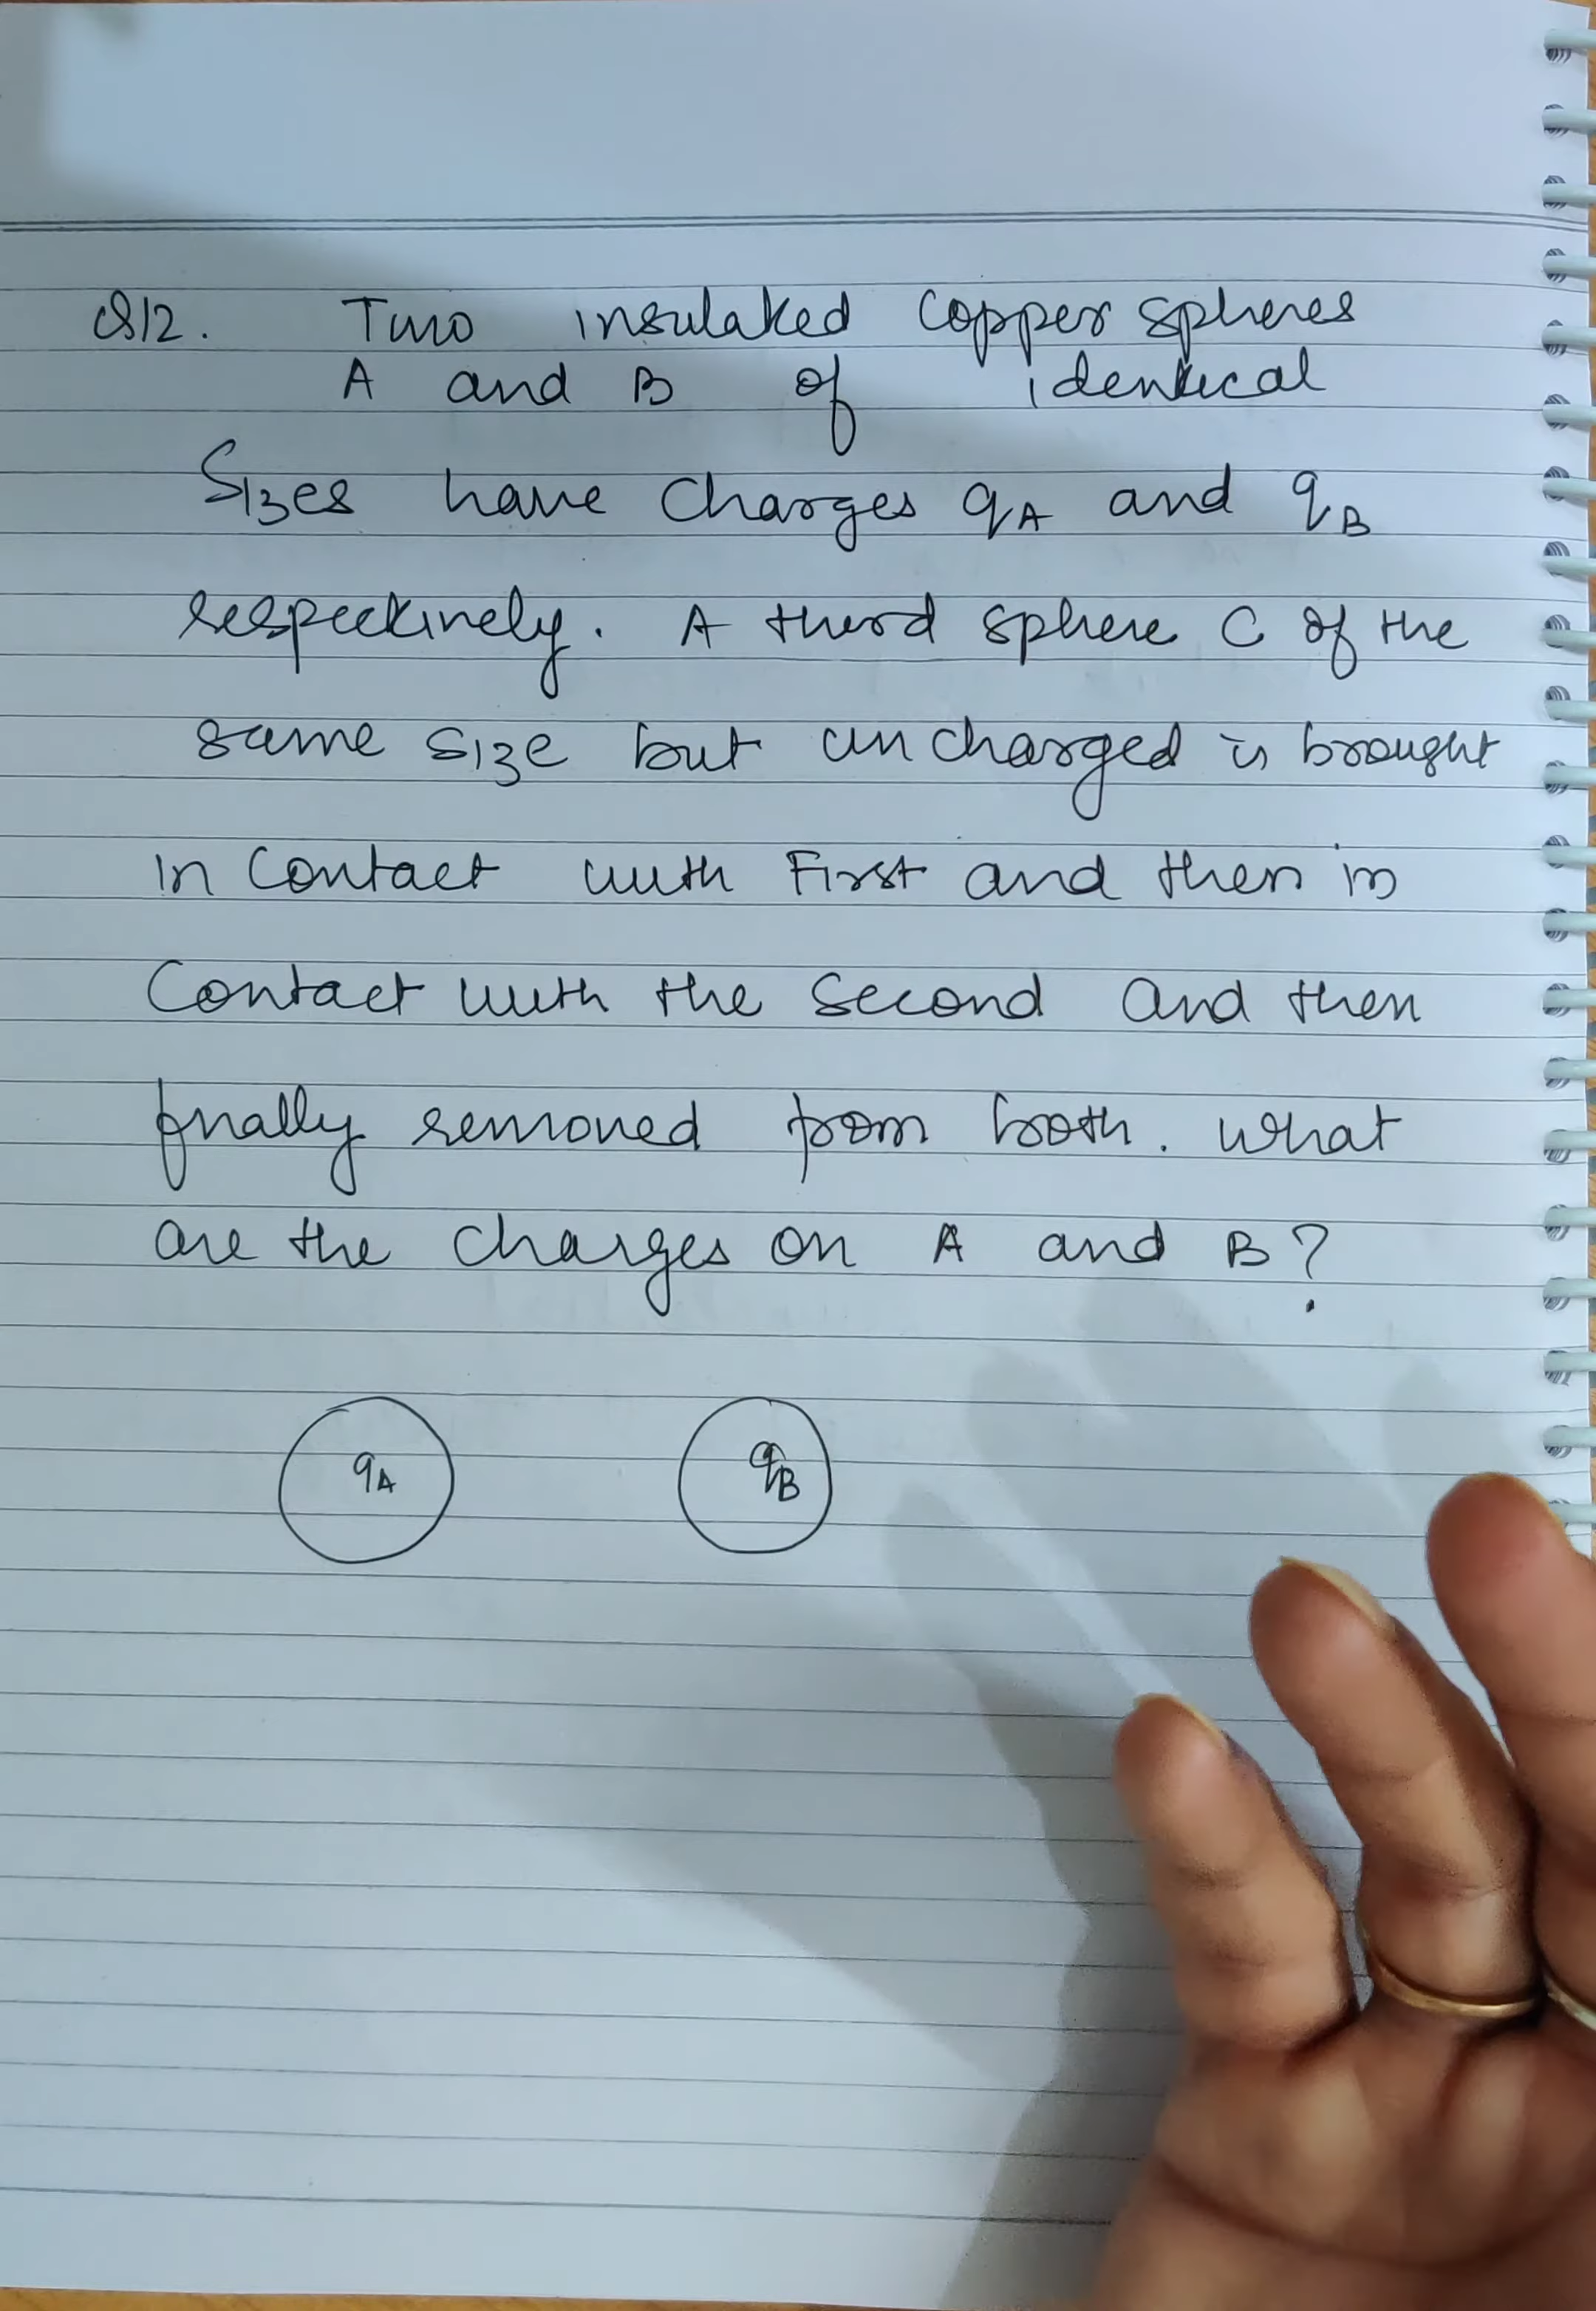 Q12. Two insulated copper spheres
A and B of identical
Sizes have charges qA and qB
respectively. A third sphere C of the
same size but uncharged is brought
in contact with First and then in
Contact with the second and then
finally removed from both. What
are the charges on A and B?
qA qB